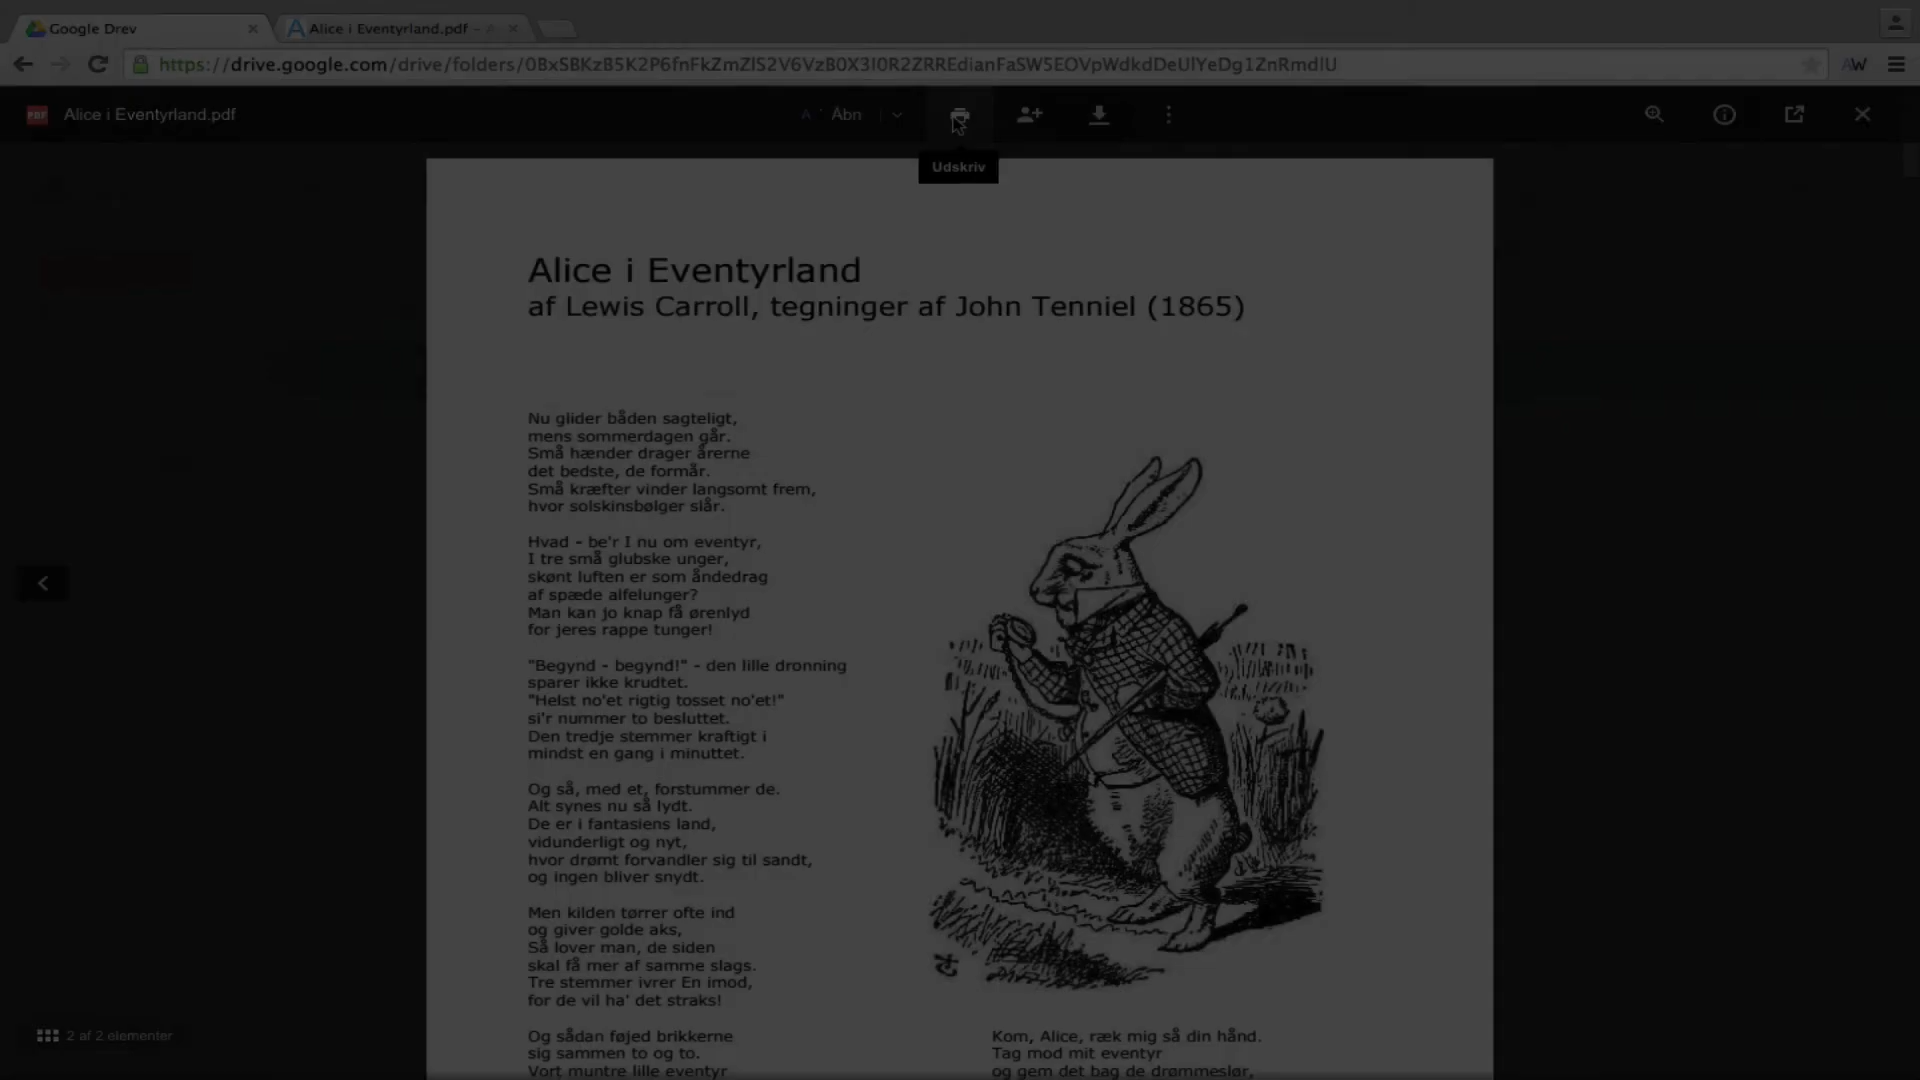 Google Drev
Alice i Eventyrland.pdf - A
PDF
Alice i Eventyrland.pdf
Åbn
Udskriv
Alice i Eventyrland
af Lewis Carroll, tegninger af John Tenniel (1865)
Nu glider båden sagteligt,
mens sommerdagen går.
Små hænder drager årerne
det bedste, de formår.
Små kræfter vinder langsomt frem,
hvor solskinsbølger slår.
Hvad - be'r I nu om eventyr,
I tre små glubske unger,
skønt luften er som åndedrag
af spæde alfelunger?
Man kan jo knap få ørenlyd
for jeres rappe tunger!
"Begynd - begynd!" - den lille dronning
sparer ikke krudtet.
"Helst no'et rigtig tosset no'et!"
si'r nummer to besluttet.
Den tredje stemmer kraftigt i
mindst en gang i minuttet.
Og så, med et, forstummer de.
Alt synes nu så lydt.
De er i fantasiens land,
vidunderligt og nyt,
hvor drømt forvandler sig til sandt,
og ingen bliver snydt.
Men kilden tørrer ofte ind
og giver golde aks,
Så lover man, de siden
skal få mer af samme slags.
Tre stemmer ivrer En imod,
for de vil ha' det straks!
Og sådan føjed brikkerne
sig sammen to og to.
Vort muntre lille eventyr
Kom, Alice, ræk mig så din hånd.
Tag mod mit eventyr
og gem det bag de drømmeslør,
2 af 2 elementer